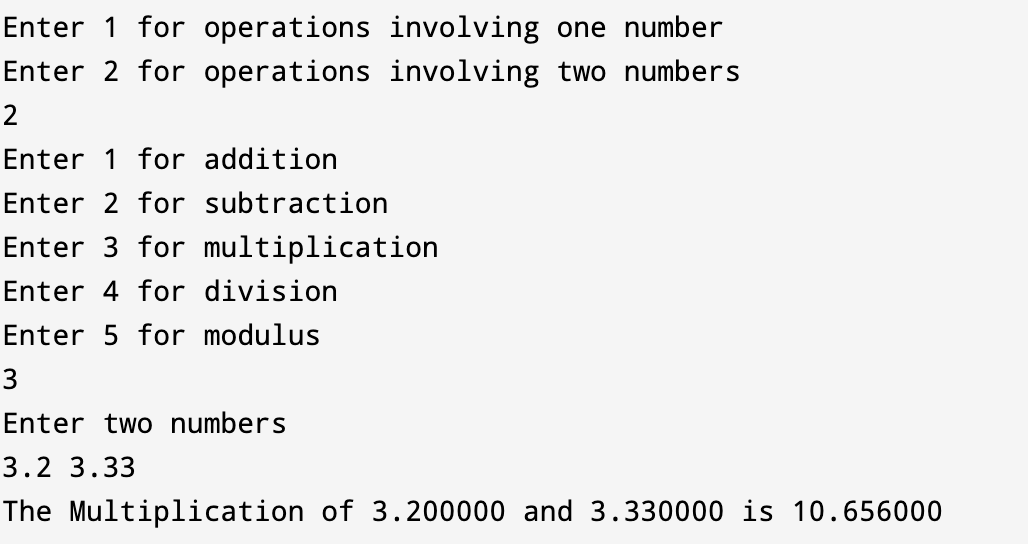 Enter 1 for operations involving one number
Enter 2 for operations involving two numbers
2
Enter 1 for addition
Enter 2 for subtraction
Enter 3 for multiplication
Enter 4 for division
Enter 5 for modulus
3
Enter two numbers
3.2 3.33
The Multiplication of 3.200000 and 3.330000 is 10.656000